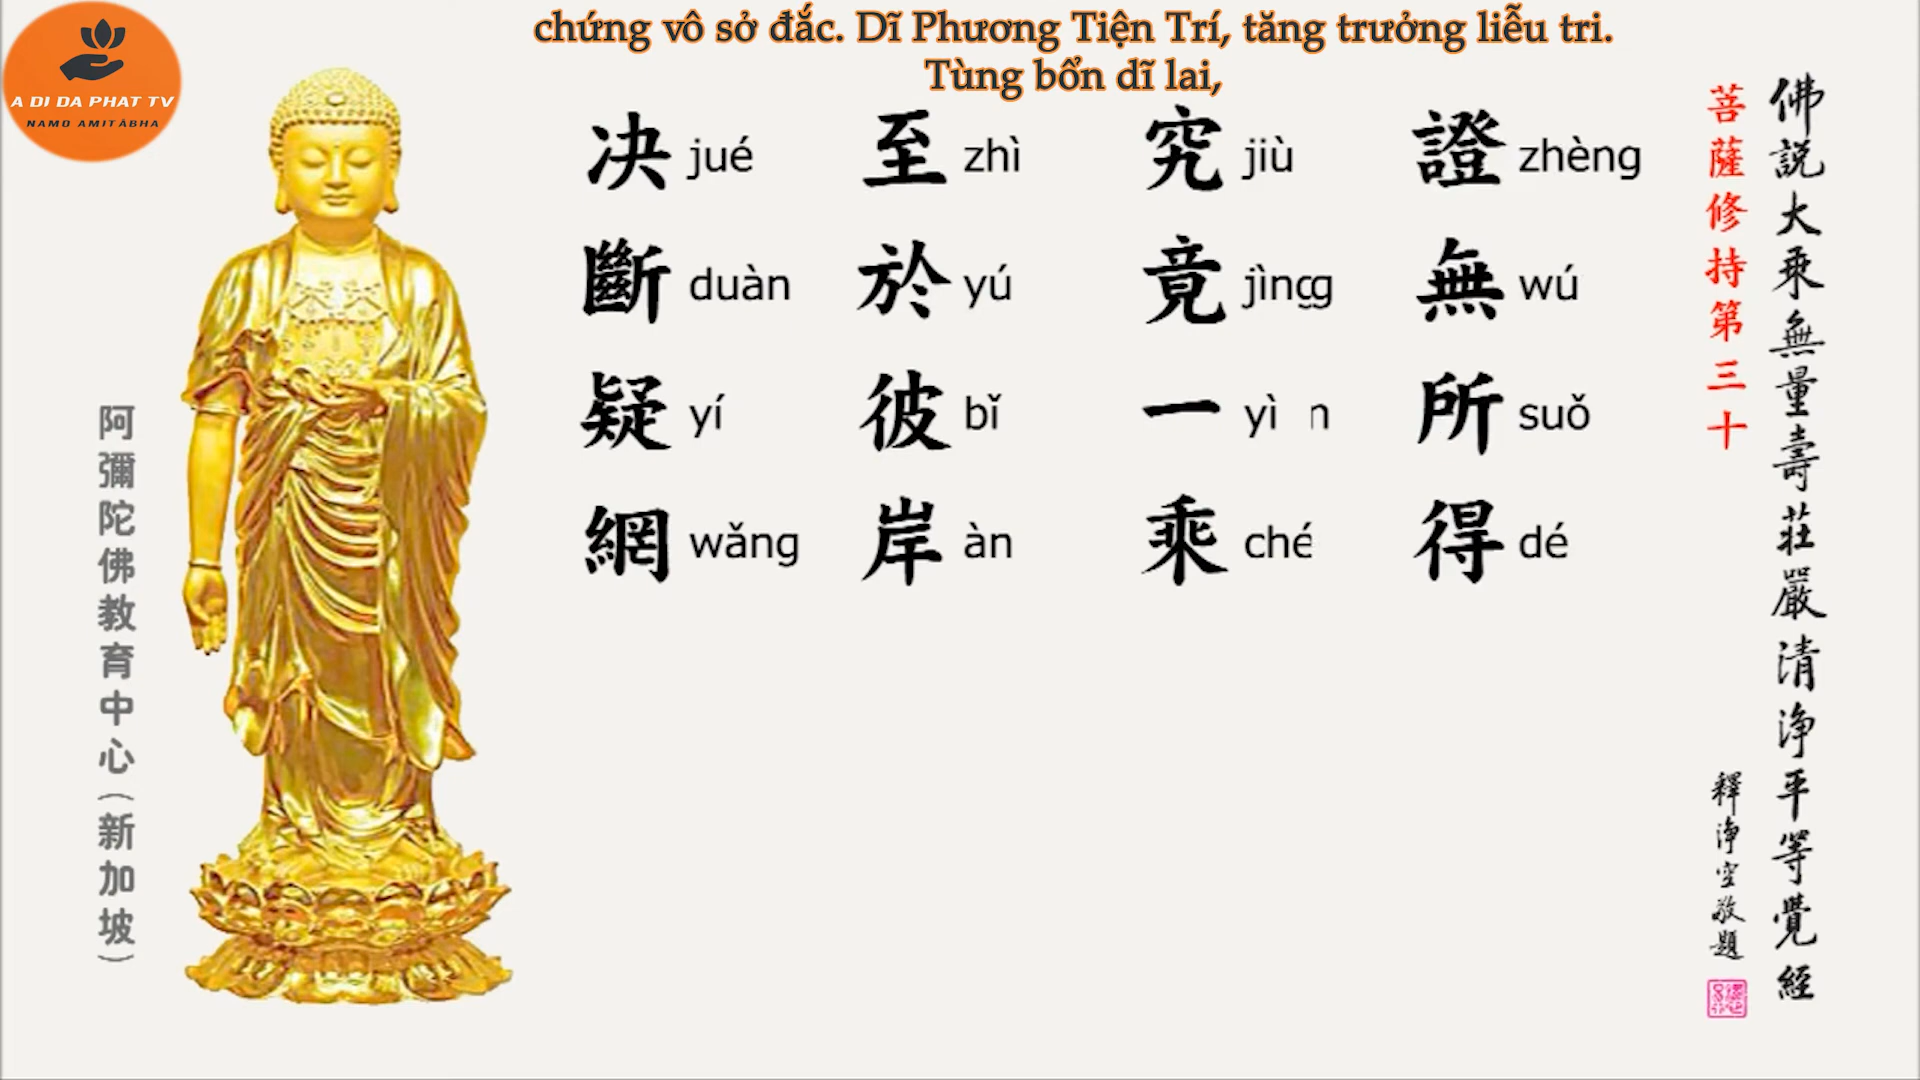 A DI DA PHAT TV
NAMO AMITÁBHA
chứng vô sở đắc. Dĩ Phương Tiện Trí, tăng trưởng liễu tri.
Tùng bổn dĩ lai,
佛說大乘無量壽莊嚴清淨平等覺經
菩薩修持第三十
釋淨空敬題
證 zhèng 無 wú 所 suǒ 得 dé
究 jiù 竟 jìng 一 yì 乘 ché
至 zhì 於 yú 彼 bǐ 岸 àn
决 jué 斷 duàn 疑 yí 網 wǎng
阿彌陀佛教育中心(新加坡)